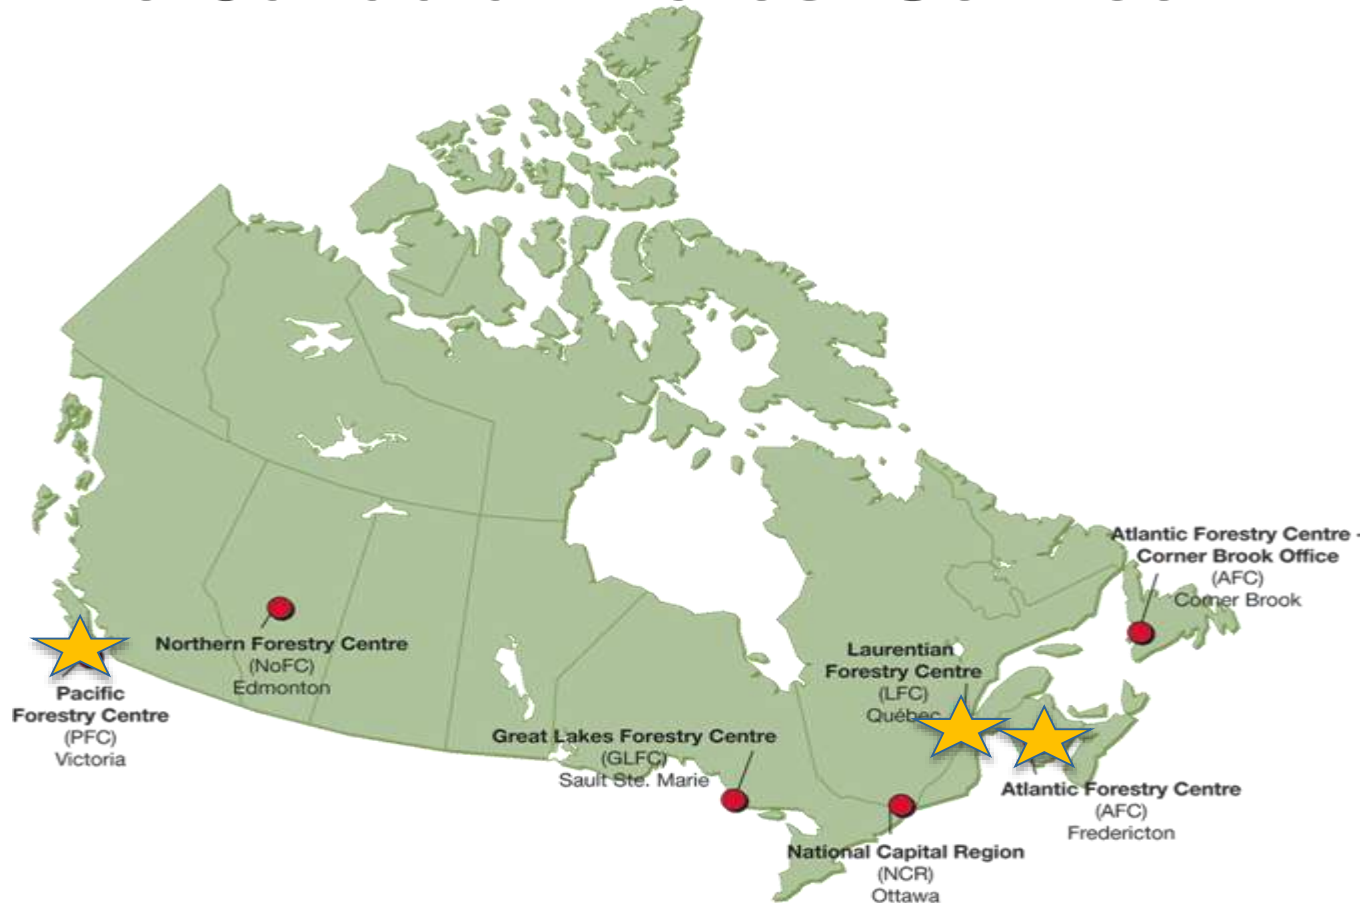 Atlantic Forestry Centre -
Corner Brook Office
(AFC)
Corner Brook
Northern Forestry Centre
(NoFC)
Edmonton
Laurentian
Forestry Centre
(LFC)
Québec
Pacific
Forestry Centre
(PFC)
Victoria
Great Lakes Forestry Centre
(GLFC)
Sault Ste. Marie
Atlantic Forestry Centre
(AFC)
Fredericton
National Capital Region
(NCR)
Ottawa